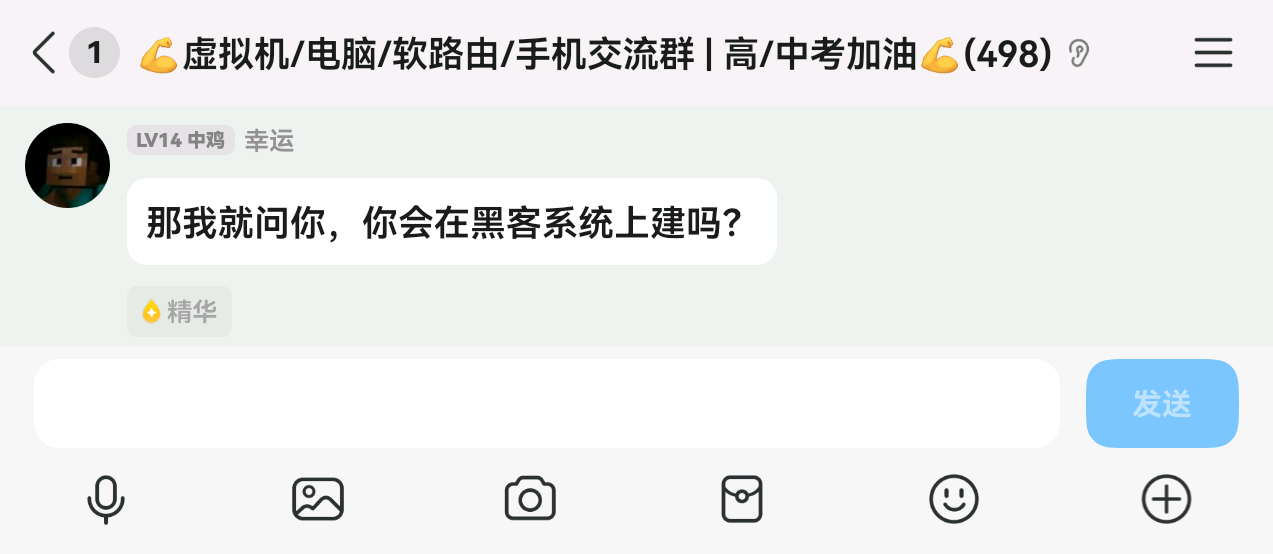 1 💪虚拟机/电脑/软路由/手机交流群 | 高/中考加油💪(498)
LV14 中鸡 幸运
那我就问你，你会在黑客系统上建吗？
精华
发送